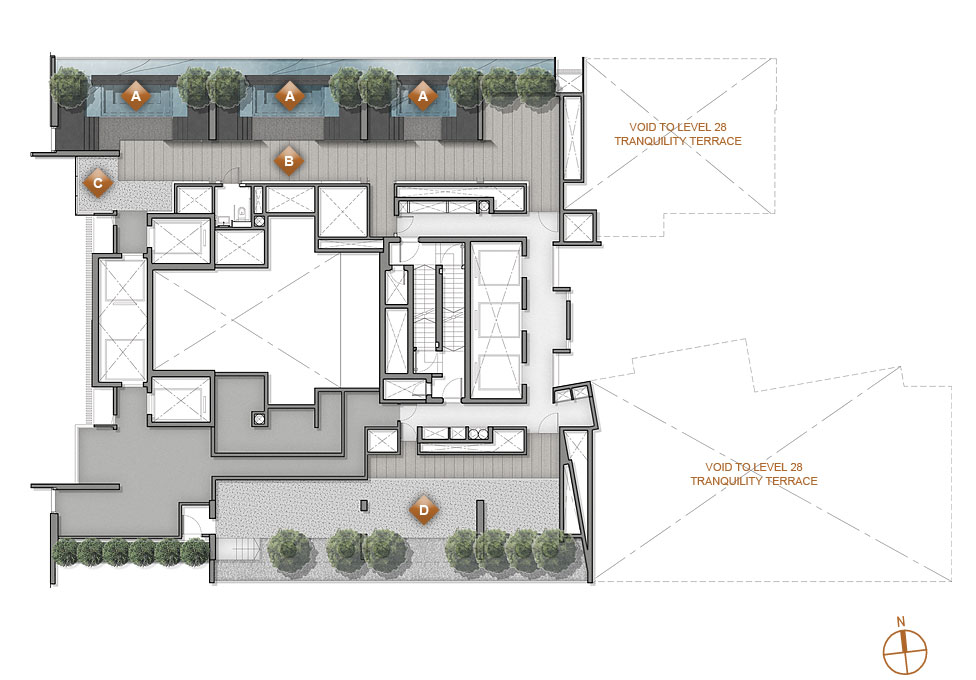 A
A
A
VOID TO LEVEL 28
TRANQUILITY TERRACE
B
C
VOID TO LEVEL 28
TRANQUILITY TERRACE
D
N